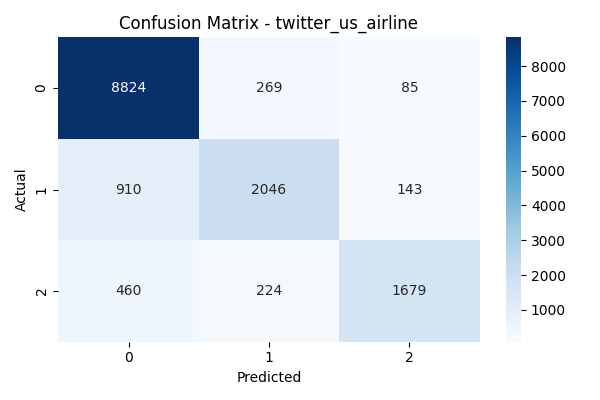 Confusion Matrix - twitter_us_airline
Actual
0
8824 269 85
1
910 2046 143
2
460 224 1679
0 1 2
Predicted
8000
7000
6000
5000
4000
3000
2000
1000